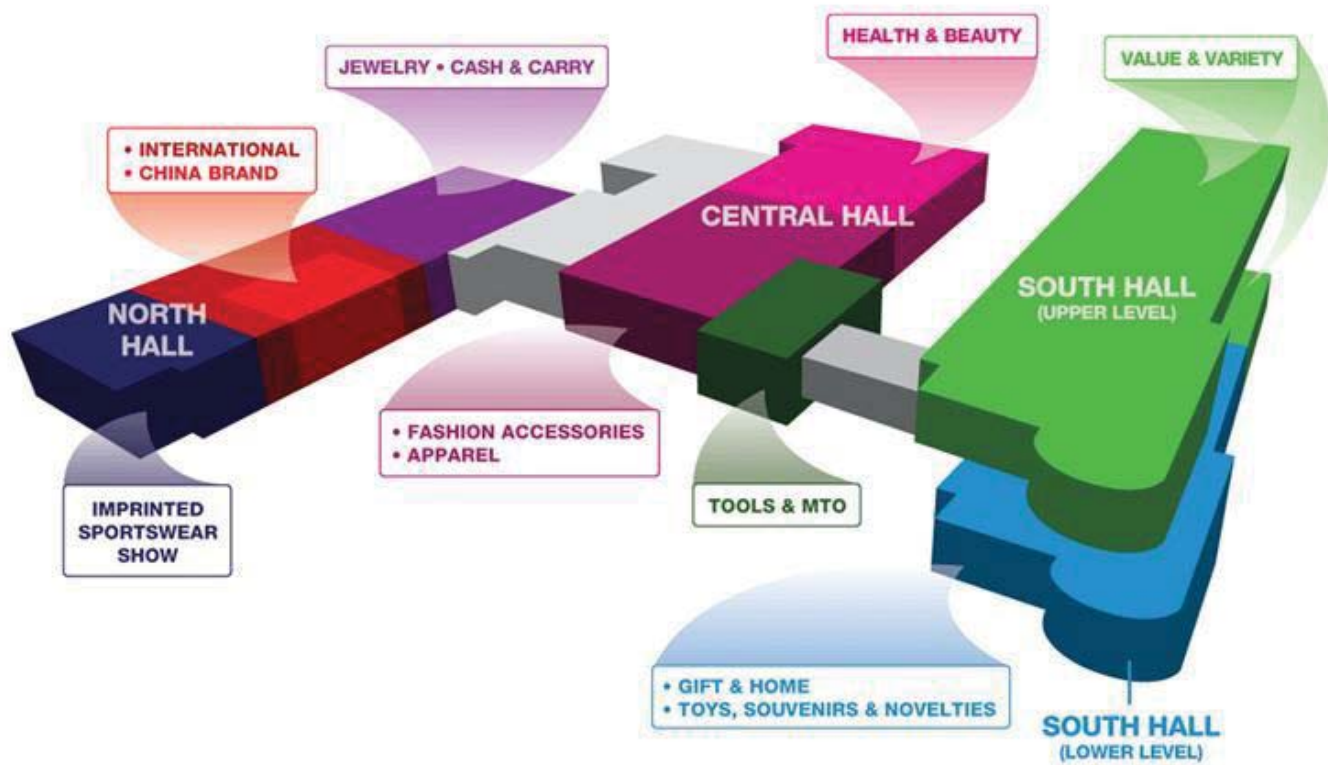 HEALTH & BEAUTY
VALUE & VARIETY
JEWELRY • CASH & CARRY
• INTERNATIONAL
• CHINA BRAND
CENTRAL HALL
SOUTH HALL
(UPPER LEVEL)
NORTH
HALL
• FASHION ACCESSORIES
• APPAREL
TOOLS & MTO
IMPRINTED
SPORTSWEAR
SHOW
• GIFT & HOME
• TOYS, SOUVENIRS & NOVELTIES
SOUTH HALL
(LOWER LEVEL)